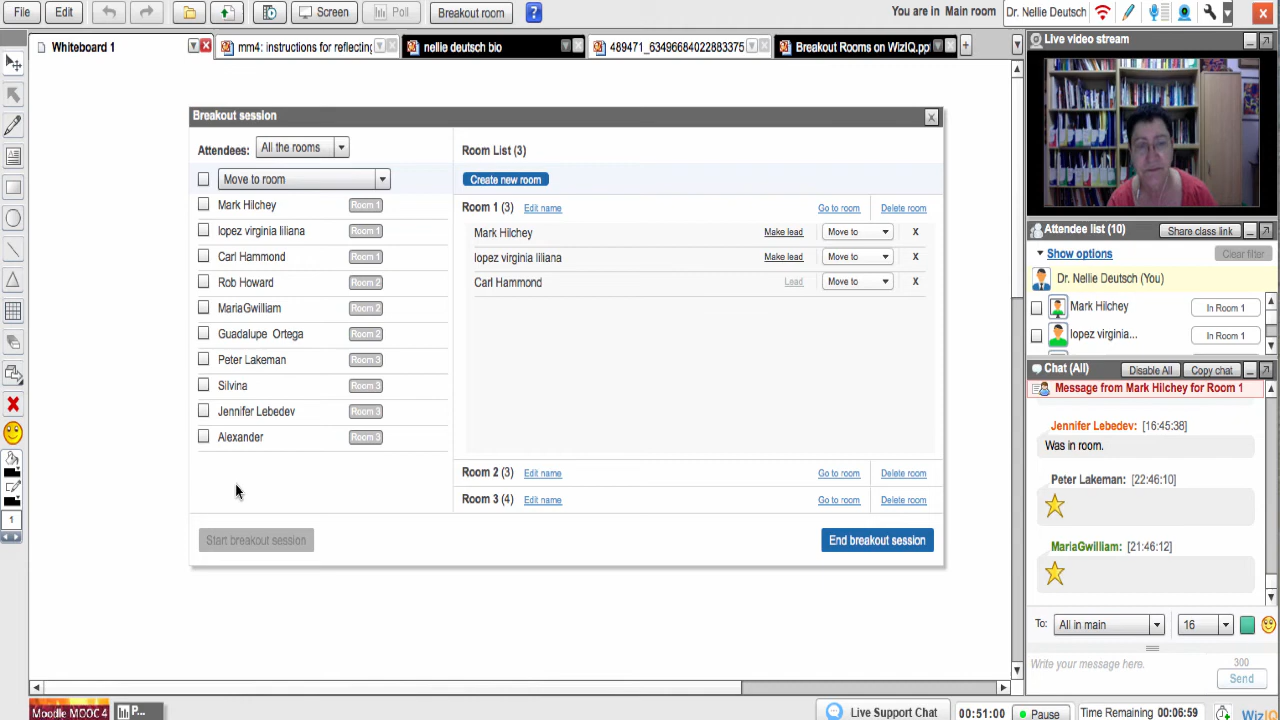 File
Edit
Screen
Poll
Breakout room
?
You are in Main room
Dr. Nellie Deutsch
Whiteboard 1
mm4: instructions for reflecting
nellie deutsch bio
489471_63496684022883375
Breakout Rooms on WizIQ.ppt
Live video stream
Breakout session
Attendees:
All the rooms
Move to room
Mark Hilchey Room 1
lopez virginia liliana Room 1
Carl Hammond Room 1
Rob Howard Room 2
MariaGwilliam Room 2
Guadalupe Ortega Room 2
Peter Lakeman Room 3
Silvina Room 3
Jennifer Lebedev Room 3
Alexander Room 3
Start breakout session
Room List (3)
Create new room
Room 1 (3) Edit name Go to room Delete room
Mark Hilchey Make lead Move to X
lopez virginia liliana Make lead Move to X
Carl Hammond Lead Move to X
Room 2 (3) Edit name Go to room Delete room
Room 3 (4) Edit name Go to room Delete room
End breakout session
Attendee list (10)
Share class link
Show options
Clear filter
Dr. Nellie Deutsch (You)
Mark Hilchey In Room 1
lopez virginia... In Room 1
Chat (All)
Disable All
Copy chat
Message from Mark Hilchey for Room 1
Jennifer Lebedev: [16:45:38]
Was in room.
Peter Lakeman: [22:46:10]
MariaGwilliam: [21:46:12]
To: All in main 16
Write your message here.
300
Send
1
Moodle MOOC 4
P...
Live Support Chat
00:51:00
Pause
Time Remaining 00:06:59
WizIQ